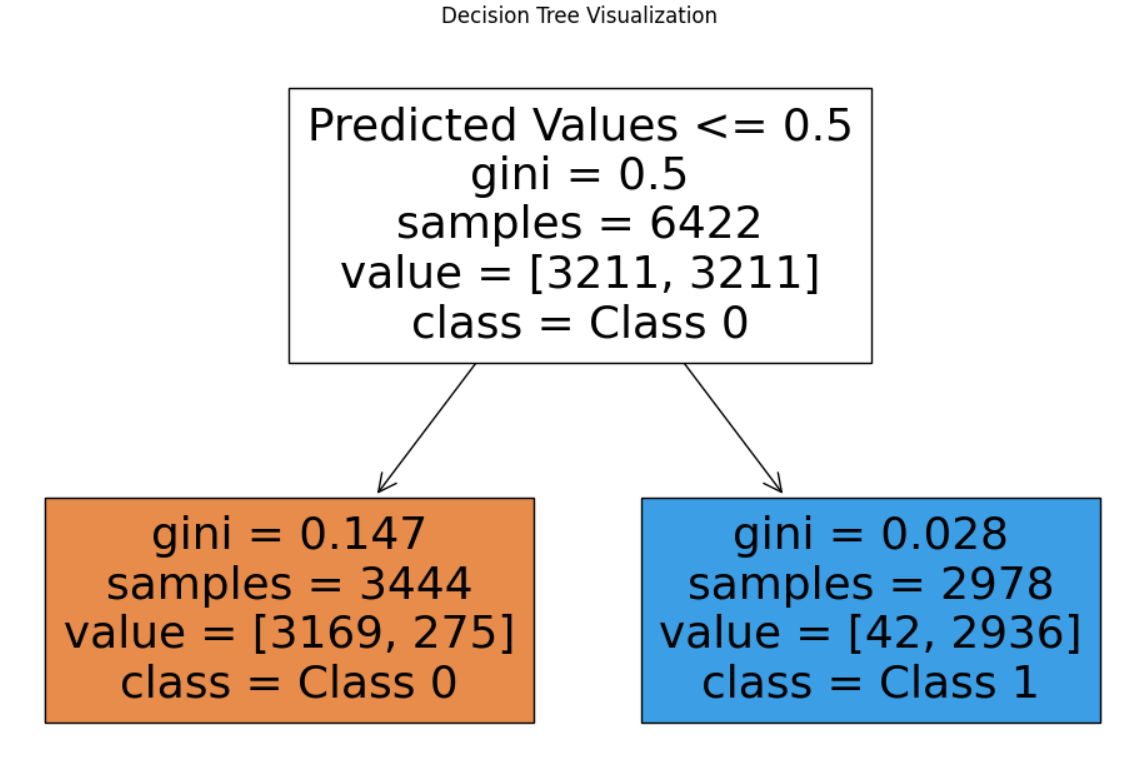 Decision Tree Visualization
Predicted Values <= 0.5
gini = 0.5
samples = 6422
value = [3211, 3211]
class = Class 0
gini = 0.147
samples = 3444
value = [3169, 275]
class = Class 0
gini = 0.028
samples = 2978
value = [42, 2936]
class = Class 1